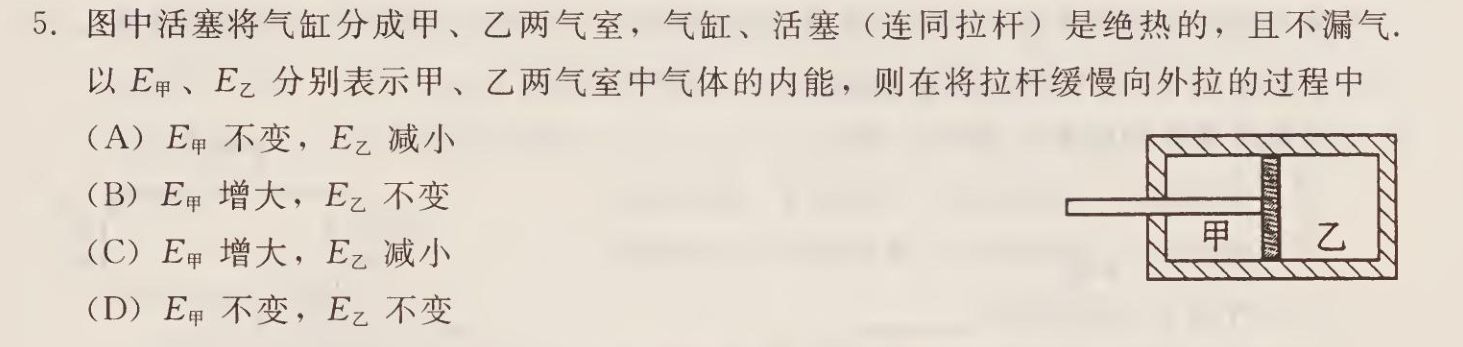 5. 图中活塞将气缸分成甲、乙两气室，气缸、活塞（连同拉杆）是绝热的，且不漏气.
以 E甲、E乙 分别表示甲、乙两气室中气体的内能，则在将拉杆缓慢向外拉的过程中
(A) E甲 不变，E乙 减小
(B) E甲 增大，E乙 不变
(C) E甲 增大，E乙 减小
(D) E甲 不变，E乙 不变
甲 乙